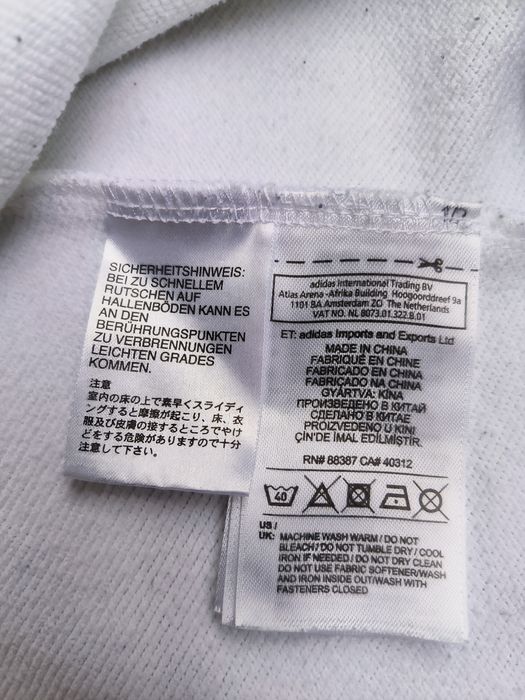 SICHERHEITSHINWEIS:
BEI ZU SCHNELLEM
RUTSCHEN AUF
HALLENBÖDEN KANN ES
AN DEN
BERÜHRUNGSPUNKTEN
ZU VERBRENNUNGEN
LEICHTEN GRADES
KOMMEN.
注意
室内の床の上で素早くスライディ
ングすると摩擦が起こり、床、衣
服及び皮膚の接するところでやけ
どをする危険がありますので十分
注意して下さい。
adidas International Trading BV
Atlas Arena -Afrika Building Hoogoorddreef 9a
1101 BA Amsterdam ZO The Netherlands
VAT NO. NL 8073.01.322.B.01
ET: adidas Imports and Exports Ltd
MADE IN CHINA
FABRIQUÉ EN CHINE
FABRICADO EN CHINA
FABRICADO NA CHINA
GYÁRTVA: KÍNA
ПРОИЗВЕДЕНО В КИТАЙ
СДЕЛАНО В КИТАЕ
PROIZVEDENO U KINI
ÇİN'DE İMAL EDİLMİŞTİR.
RN# 88387 CA# 40312
40
US /
UK: MACHINE WASH WARM / DO NOT
BLEACH / DO NOT TUMBLE DRY / COOL
IRON IF NEEDED / DO NOT DRY CLEAN
DO NOT USE FABRIC SOFTENER/WASH
AND IRON INSIDE OUT/WASH WITH
FASTENERS CLOSED